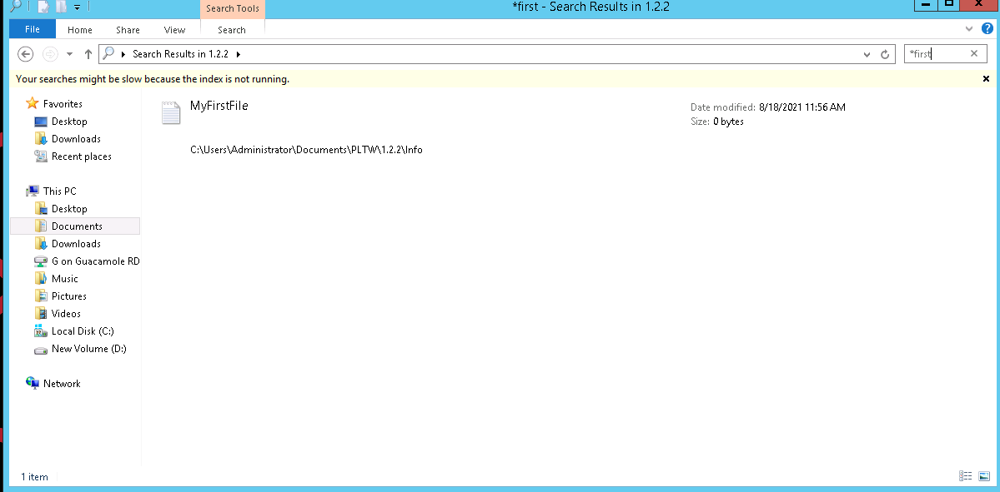 Search Tools
*first - Search Results in 1.2.2
File Home Share View Search
Search Results in 1.2.2
*first
Your searches might be slow because the index is not running.
Favorites
Desktop
Downloads
Recent places
This PC
Desktop
Documents
Downloads
G on Guacamole RD
Music
Pictures
Videos
Local Disk (C:)
New Volume (D:)
Network
MyFirstFile
C:\Users\Administrator\Documents\PLTW\1.2.2\Info
Date modified: 8/18/2021 11:56 AM
Size: 0 bytes
1 item